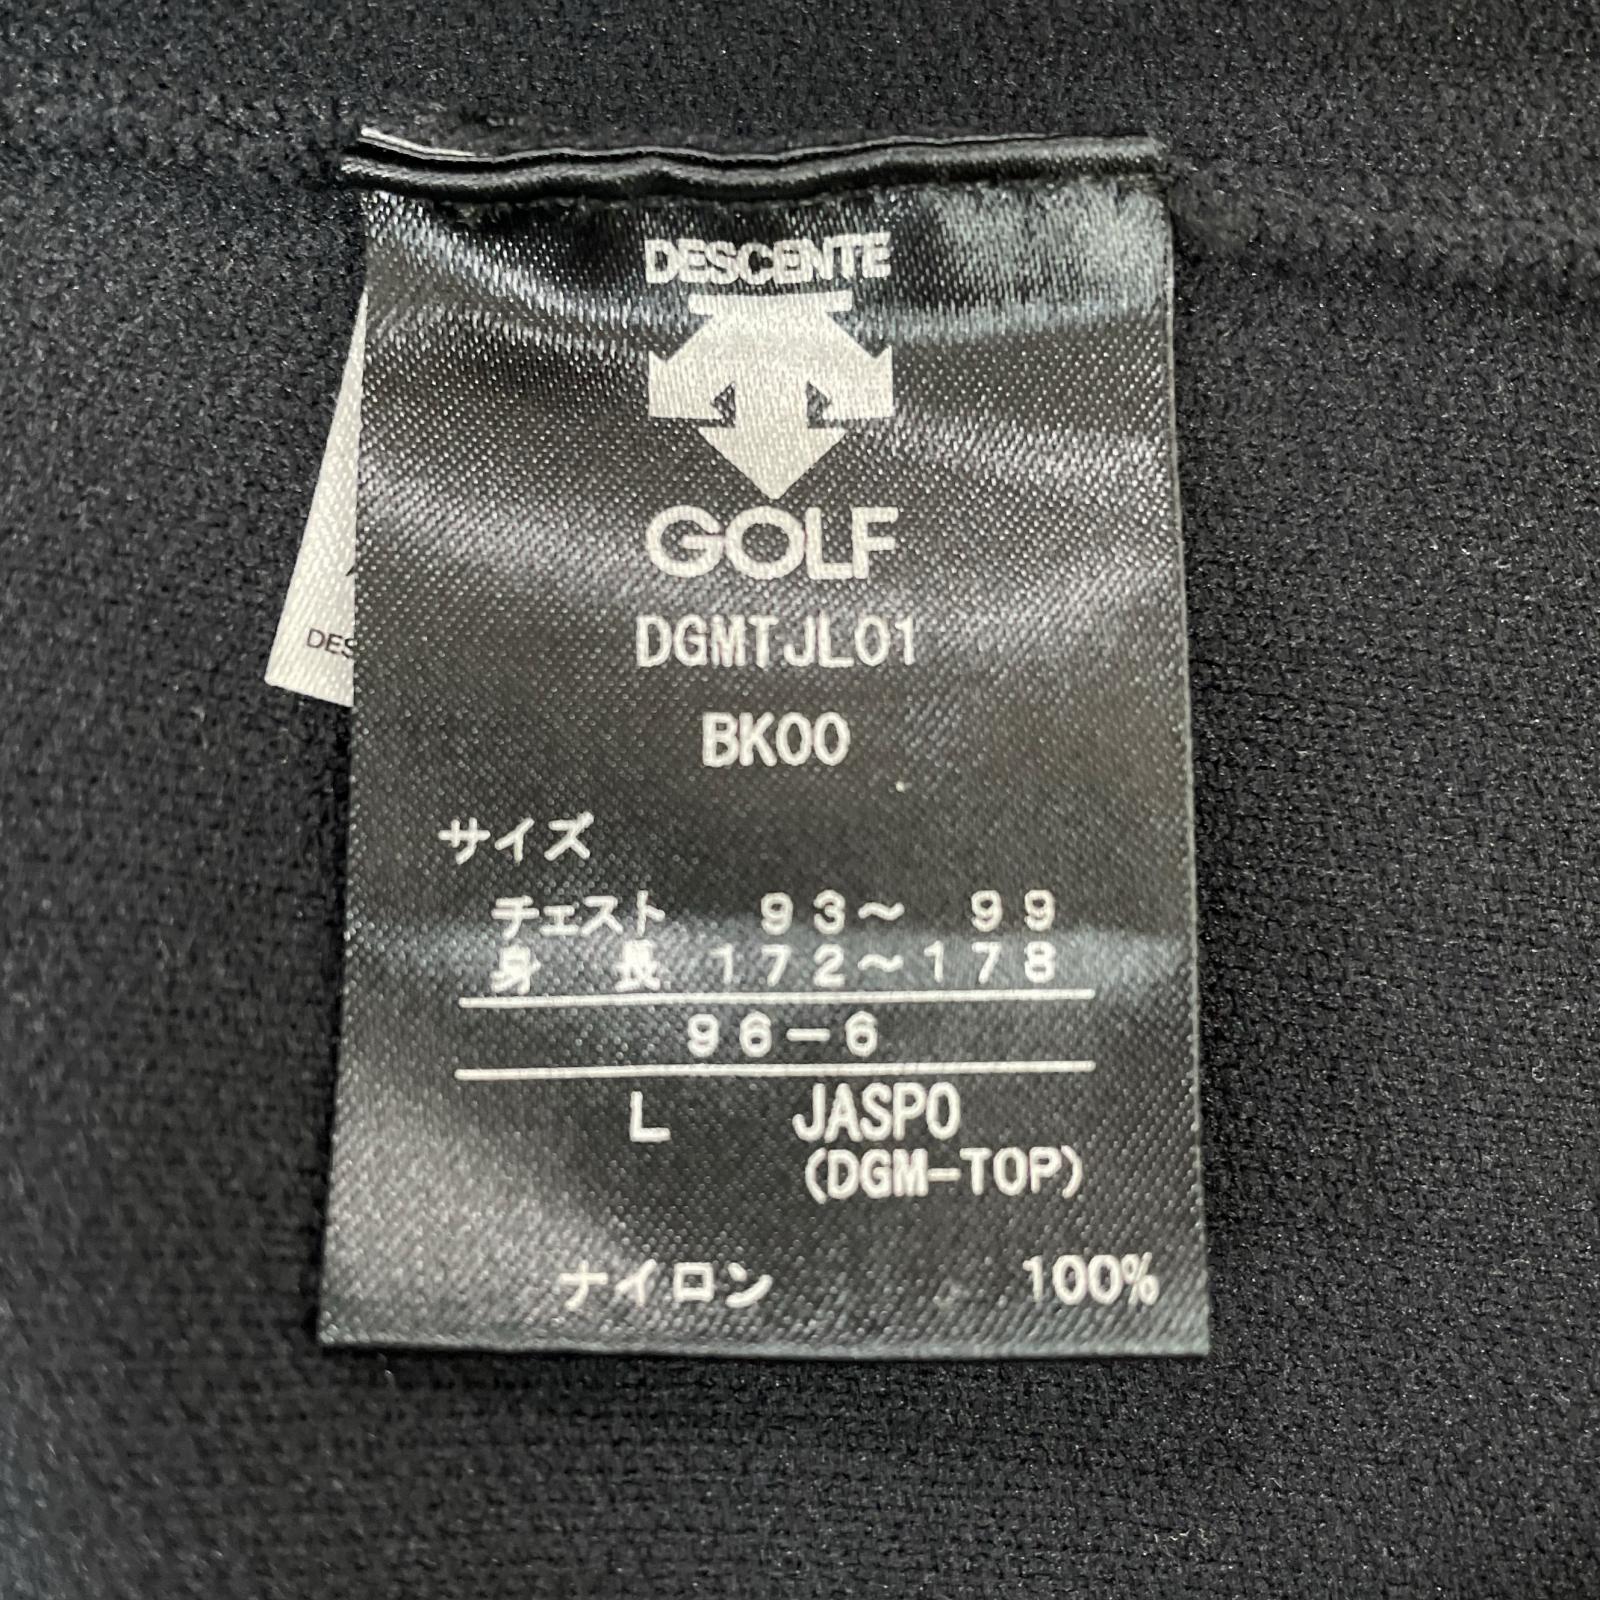 DESCENTE
GOLF
DGMTJL01
BK00
サイズ
チェスト 93～ 99
身 長 172～178
96-6
L JASPO
(DGM-TOP)
ナイロン 100%
DES